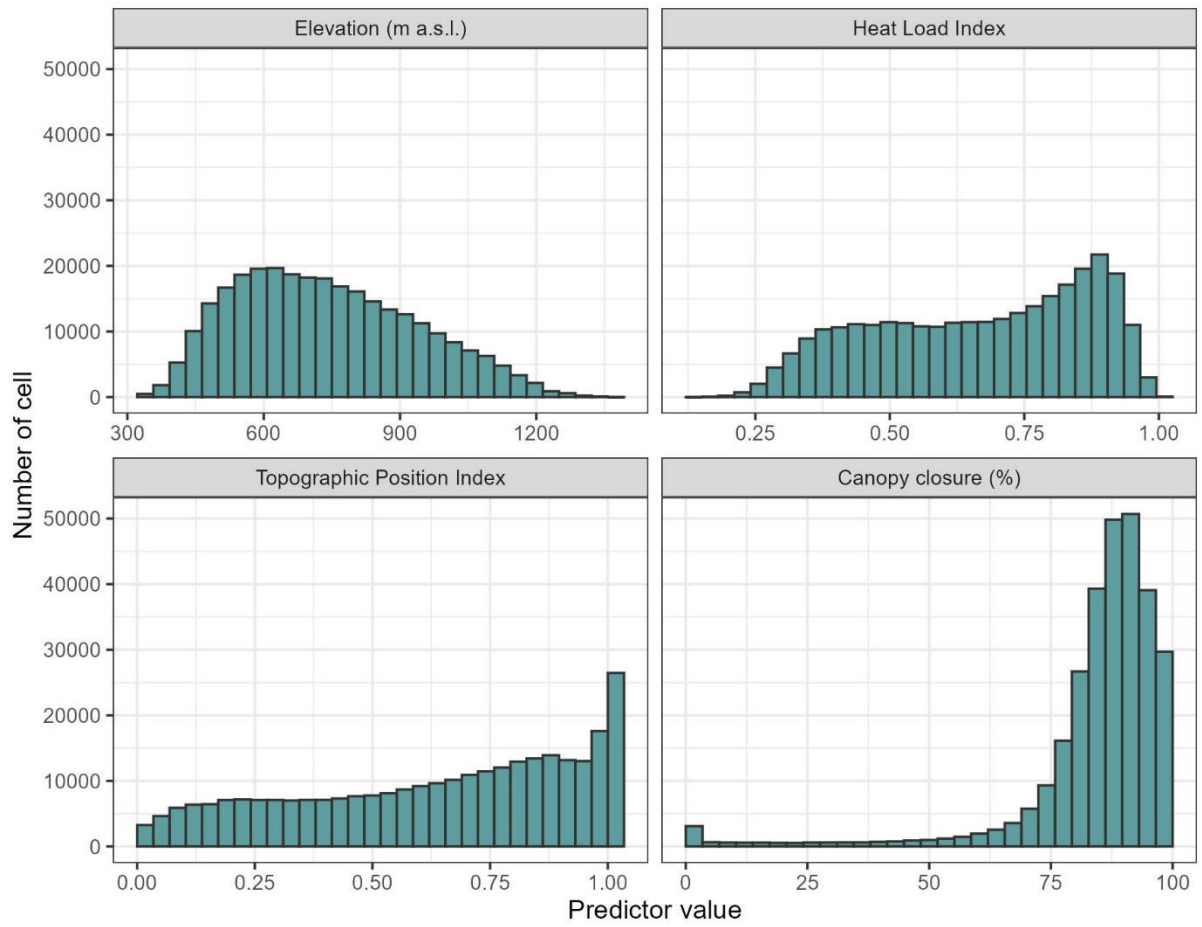 Elevation (m a.s.l.)
Heat Load Index
50000
40000
30000
20000
10000
0
300 600 900 1200
0.25 0.50 0.75 1.00
Topographic Position Index
Canopy closure (%)
50000
40000
30000
20000
10000
0
0.00 0.25 0.50 0.75 1.00
0 25 50 75 100
Number of cell
Predictor value